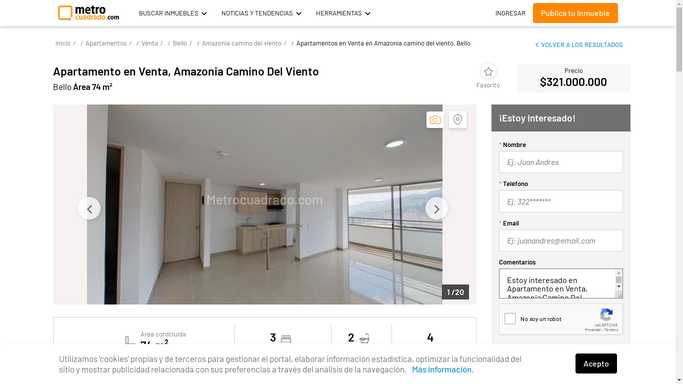 metro
cuadrado.com
BUSCAR INMUEBLES
NOTICIAS Y TENDENCIAS
HERRAMIENTAS
INGRESAR
Publica tu Inmueble
Inicio / / Apartamentos / / Venta / / Bello / / Amazonia camino del viento / / Apartamentos en Venta en Amazonia camino del viento, Bello
VOLVER A LOS RESULTADOS
Apartamento en Venta, Amazonia Camino Del Viento
Bello Area 74 m²
Favorito
Precio
$321.000.000
Metrocuadrado.com
1 / 20
¡Estoy Interesado!
* Nombre
Ej: Juan Andres
* Telefono
Ej: 322*******
* Email
Ej: juanandres@email.com
Comentarios
Estoy interesado en
Apartamento en Venta,
Amazonia Camino Del
No soy un robot
reCAPTCHA
Privacidad - Términos
Área construida
74 m²
3
2
4
Utilizamos 'cookies' propias y de terceros para gestionar el portal, elaborar información estadística, optimizar la funcionalidad del
sitio y mostrar publicidad relacionada con sus preferencias a través del análisis de la navegación. Más información.
Acepto